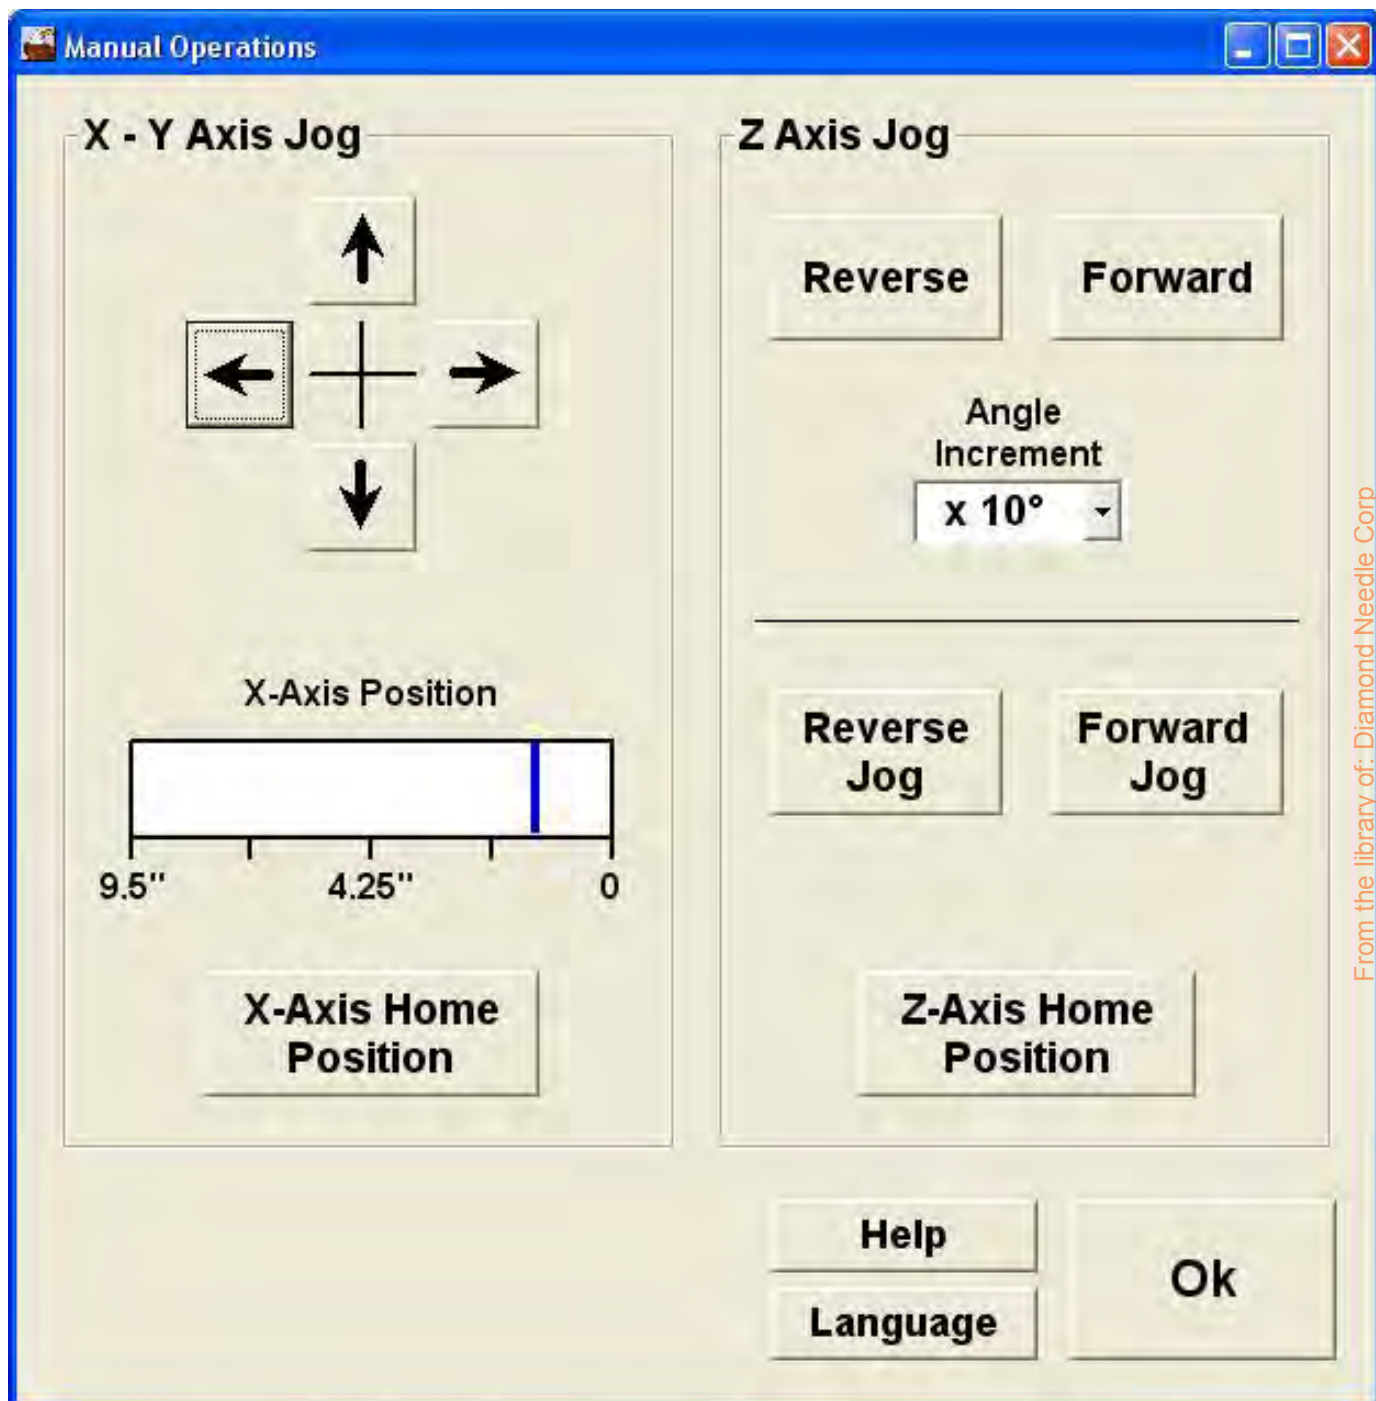 Manual Operations
X - Y Axis Jog
X-Axis Position
9.5" 4.25" 0
X-Axis Home
Position
Z Axis Jog
Reverse Forward
Angle
Increment
x 10°
Reverse
Jog
Forward
Jog
Z-Axis Home
Position
Help
Language
Ok
From the library of: Diamond Needle Corp